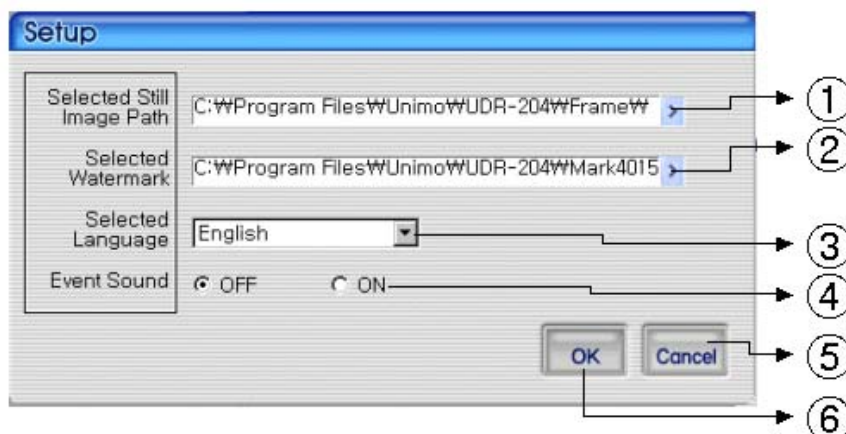 Setup
Selected Still
Image Path
C:₩Program Files₩Unimo₩UDR-204₩Frame₩
①
Selected
Watermark
C:₩Program Files₩Unimo₩UDR-204₩Mark4015
②
Selected
Language
English
③
Event Sound
OFF
ON
④
OK
Cancel
⑤
⑥